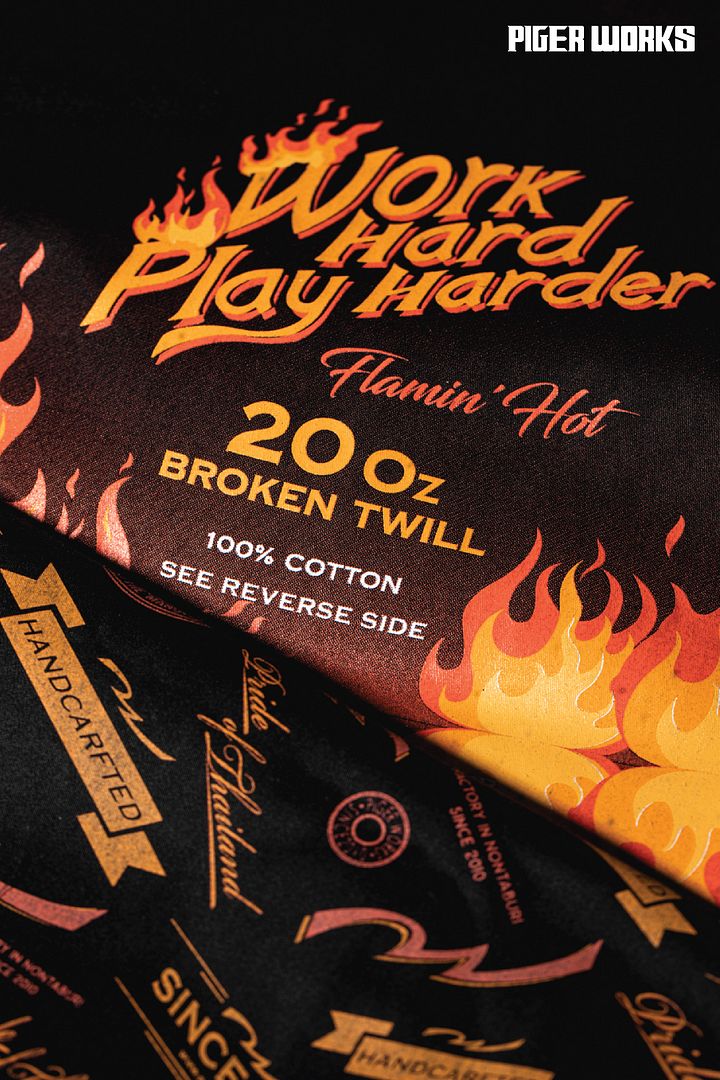 PIGER WORKS
Work
Hard
Play Harder
Flamin' Hot
20 Oz
BROKEN TWILL
100% COTTON
SEE REVERSE SIDE
HANDCARFTED
Pride
of Thailand
FACTORY IN NONTABURI
SINCE 2010
SINCE
HANDCARFTED
Pride